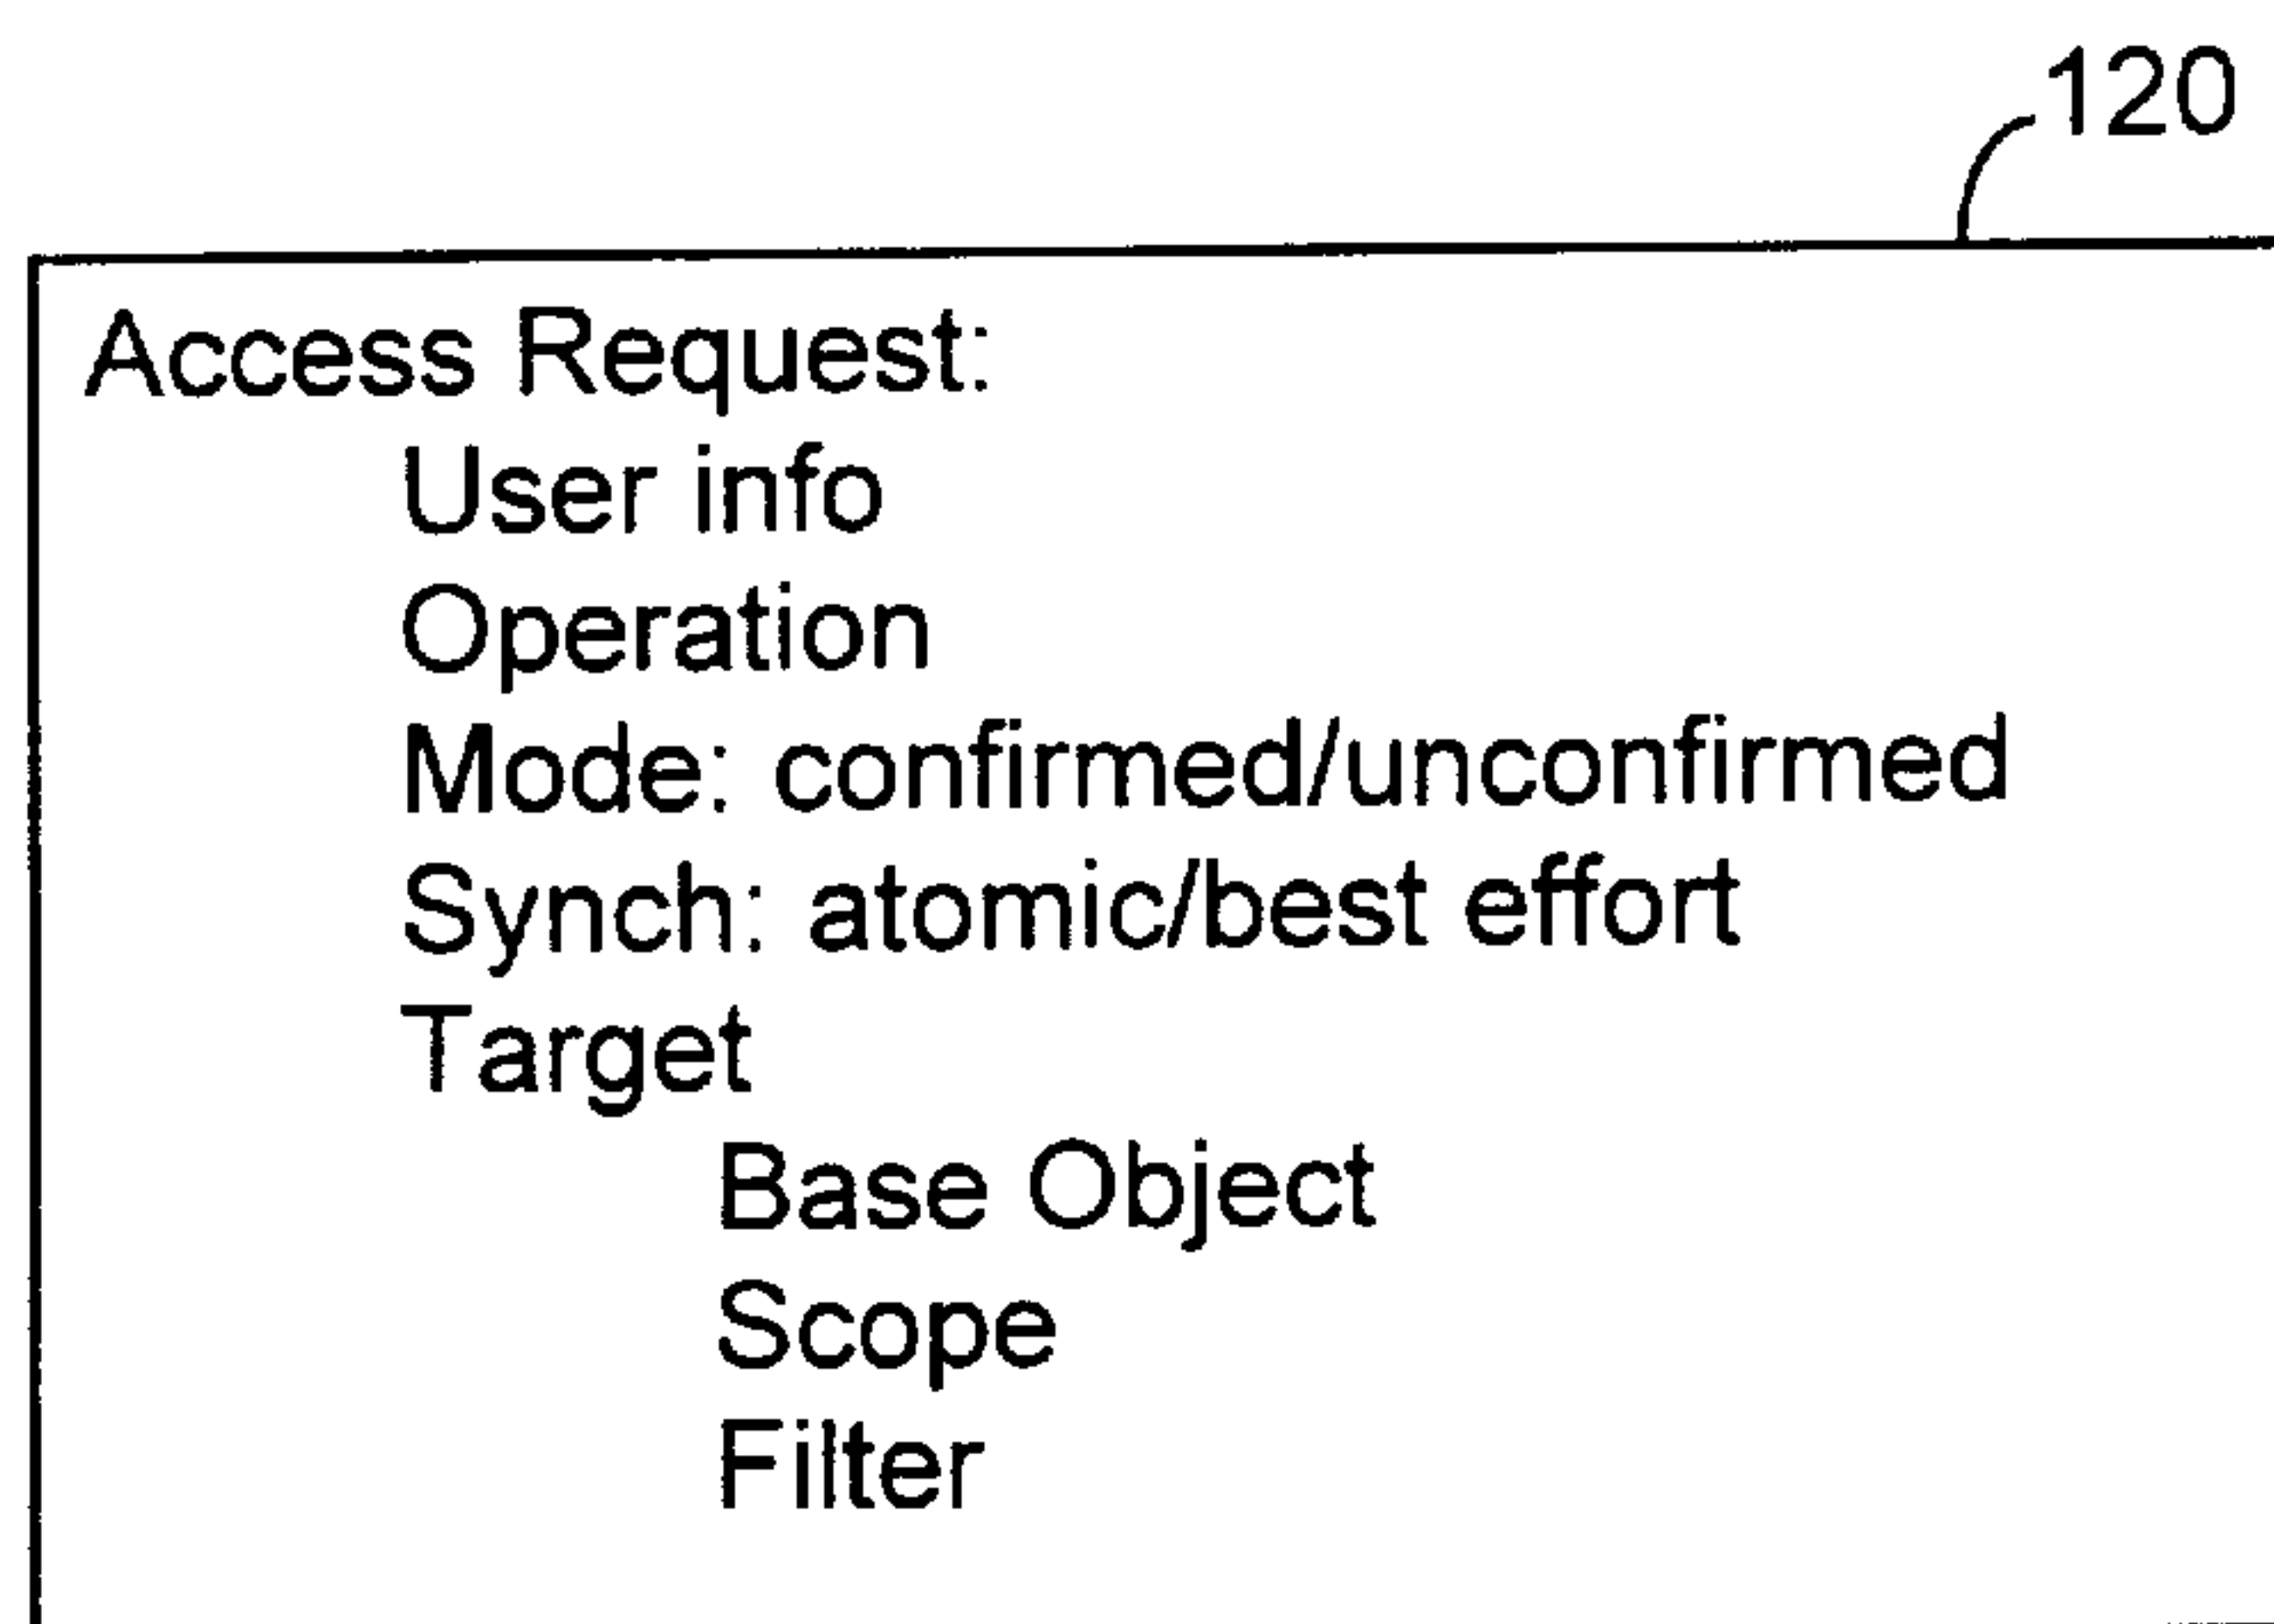 120
Access Request:
User info
Operation
Mode: confirmed/unconfirmed
Synch: atomic/best effort
Target
Base Object
Scope
Filter